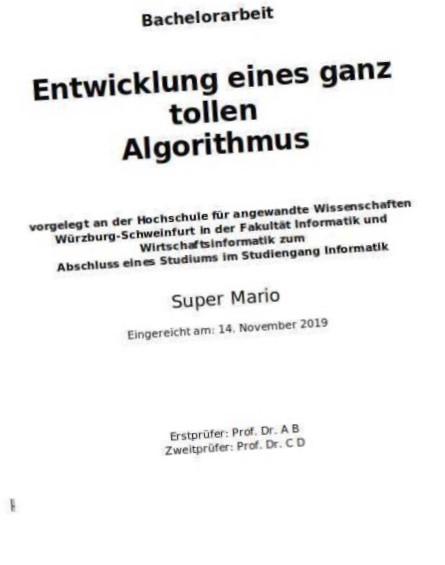 Bachelorarbeit
Entwicklung eines ganz
tollen
Algorithmus
vorgelegt an der Hochschule für angewandte Wissenschaften
Würzburg-Schweinfurt in der Fakultät Informatik und
Wirtschaftsinformatik zum
Abschluss eines Studiums im Studiengang Informatik
Super Mario
Eingereicht am: 14. November 2019
Erstprüfer: Prof. Dr. A B
Zweitprüfer: Prof. Dr. C D